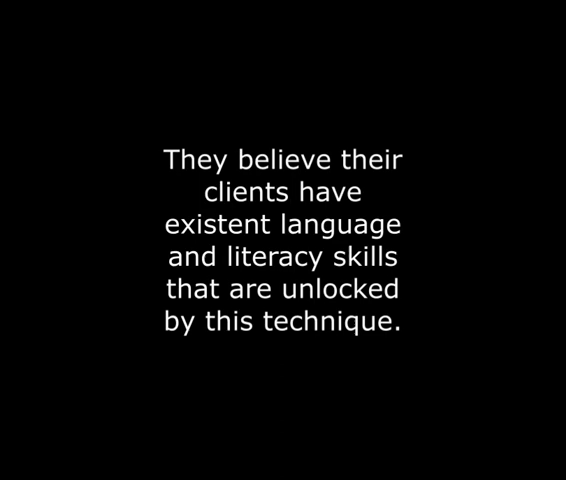 They believe their
clients have
existent language
and literacy skills
that are unlocked
by this technique.